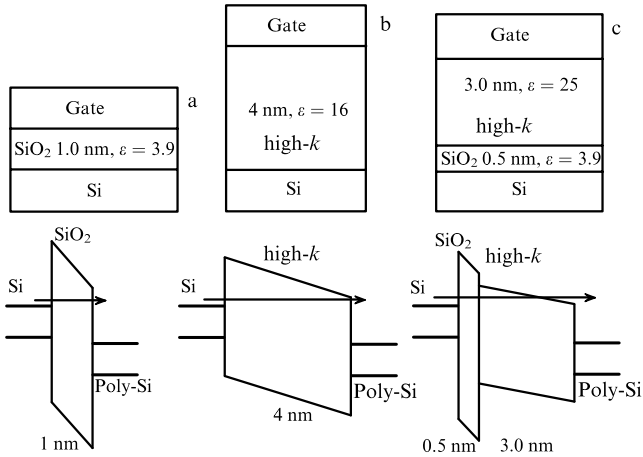 a
Gate
SiO₂ 1.0 nm, ε = 3.9
Si
b
Gate
4 nm, ε = 16
high-k
Si
c
Gate
3.0 nm, ε = 25
high-k
SiO₂ 0.5 nm, ε = 3.9
Si
SiO₂
Si
Poly-Si
1 nm
high-k
Si
Poly-Si
4 nm
SiO₂
high-k
Si
Poly-Si
0.5 nm
3.0 nm